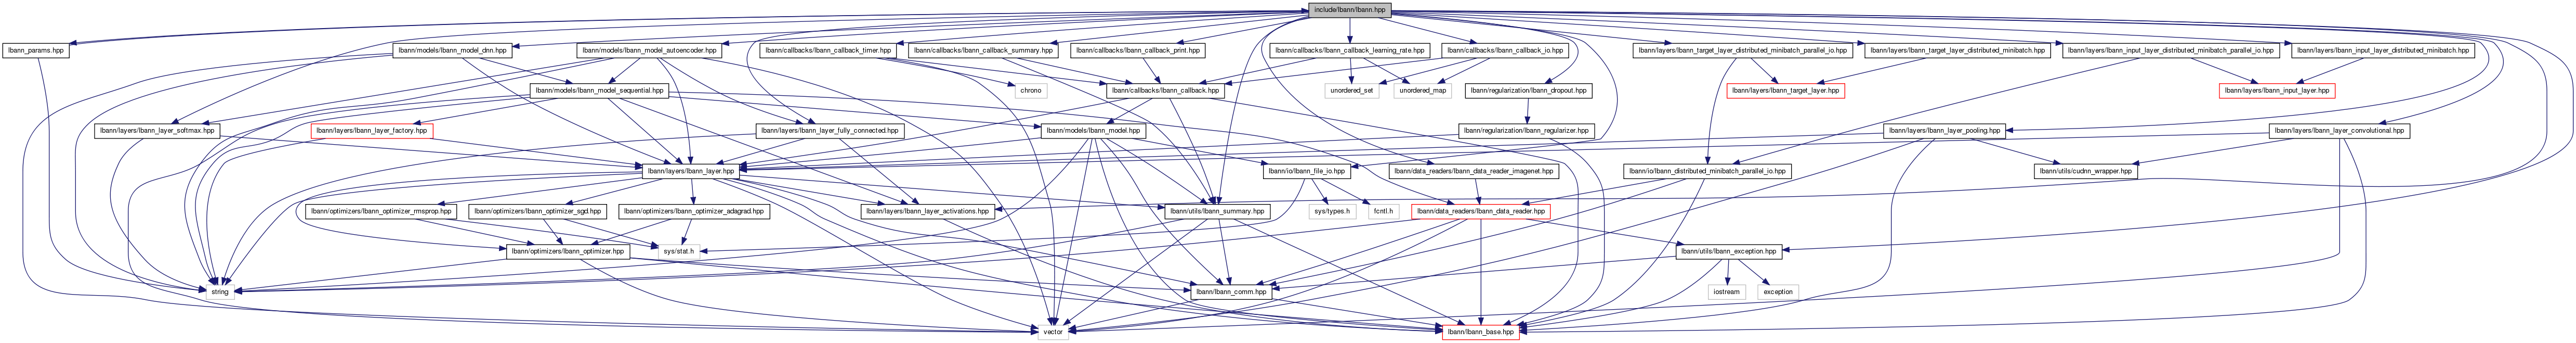 include/lbann/lbann.hpp
lbann_params.hpp
lbann/models/lbann_model_dnn.hpp
lbann/models/lbann_model_autoencoder.hpp
lbann/callbacks/lbann_callback_timer.hpp
lbann/callbacks/lbann_callback_summary.hpp
lbann/callbacks/lbann_callback_print.hpp
lbann/callbacks/lbann_callback_learning_rate.hpp
lbann/callbacks/lbann_callback_io.hpp
lbann/layers/lbann_target_layer_distributed_minibatch_parallel_io.hpp
lbann/layers/lbann_target_layer_distributed_minibatch.hpp
lbann/layers/lbann_input_layer_distributed_minibatch_parallel_io.hpp
lbann/layers/lbann_input_layer_distributed_minibatch.hpp
lbann/models/lbann_model_sequential.hpp
chrono
lbann/callbacks/lbann_callback.hpp
unordered_set
unordered_map
lbann/regularization/lbann_dropout.hpp
lbann/layers/lbann_target_layer.hpp
lbann/layers/lbann_input_layer.hpp
lbann/layers/lbann_layer_softmax.hpp
lbann/layers/lbann_layer_factory.hpp
lbann/layers/lbann_layer_fully_connected.hpp
lbann/models/lbann_model.hpp
lbann/regularization/lbann_regularizer.hpp
lbann/layers/lbann_layer_pooling.hpp
lbann/layers/lbann_layer_convolutional.hpp
lbann/layers/lbann_layer.hpp
lbann/io/lbann_file_io.hpp
lbann/data_readers/lbann_data_reader_imagenet.hpp
lbann/io/lbann_distributed_minibatch_parallel_io.hpp
lbann/utils/cudnn_wrapper.hpp
lbann/optimizers/lbann_optimizer_rmsprop.hpp
lbann/optimizers/lbann_optimizer_sgd.hpp
lbann/optimizers/lbann_optimizer_adagrad.hpp
lbann/layers/lbann_layer_activations.hpp
lbann/utils/lbann_summary.hpp
sys/types.h
fcntl.h
lbann/data_readers/lbann_data_reader.hpp
lbann/optimizers/lbann_optimizer.hpp
sys/stat.h
lbann/utils/lbann_exception.hpp
string
lbann/lbann_comm.hpp
iostream
exception
vector
lbann/lbann_base.hpp